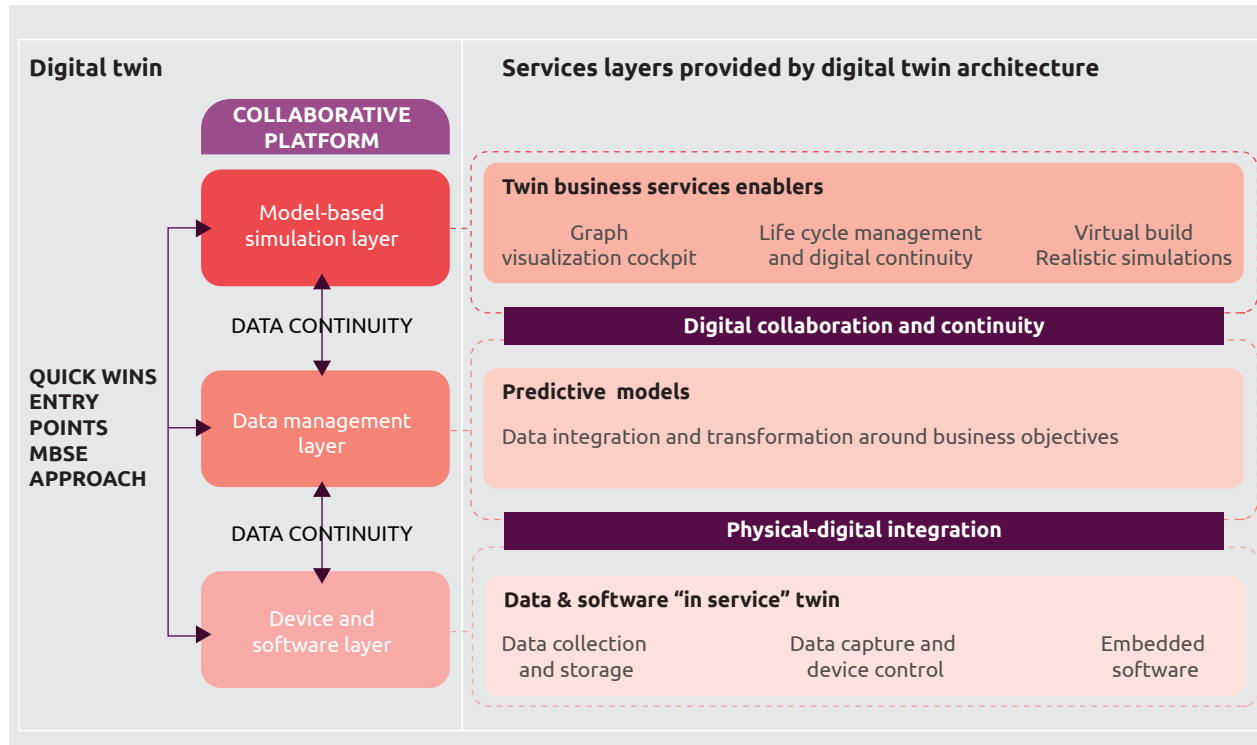 Digital twin
Services layers provided by digital twin architecture
COLLABORATIVE
PLATFORM
Model-based
simulation layer
DATA CONTINUITY
QUICK WINS
ENTRY
POINTS
MBSE
APPROACH
Data management
layer
DATA CONTINUITY
Device and
software layer
Twin business services enablers
Graph
visualization cockpit
Life cycle management
and digital continuity
Virtual build
Realistic simulations
Digital collaboration and continuity
Predictive models
Data integration and transformation around business objectives
Physical-digital integration
Data & software “in service” twin
Data collection
and storage
Data capture and
device control
Embedded
software